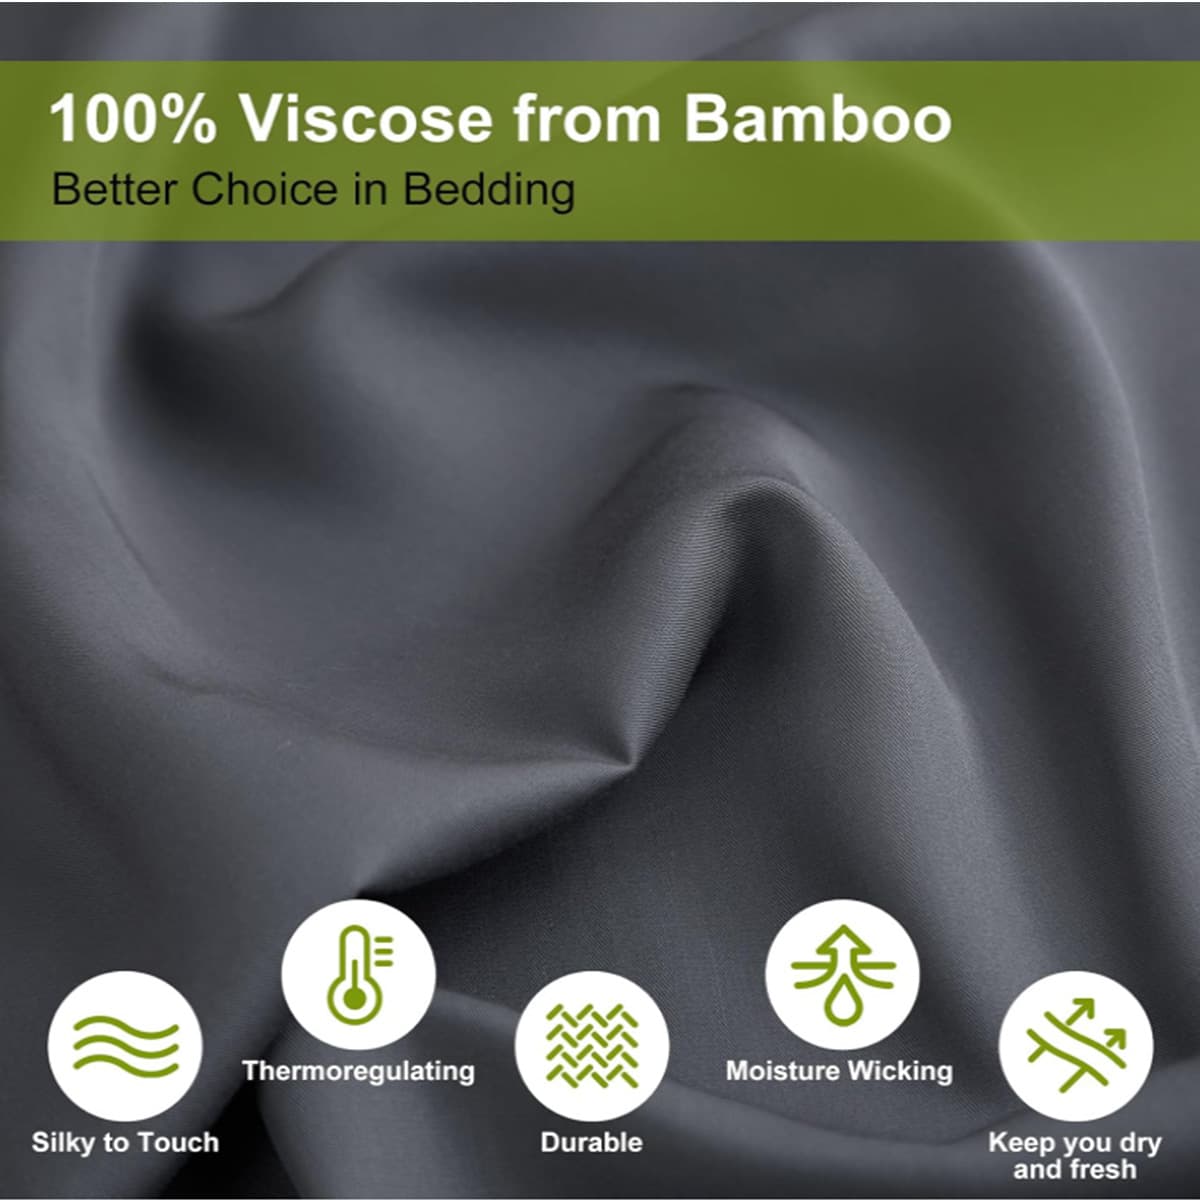 100% Viscose from Bamboo
Better Choice in Bedding
Thermoregulating
Moisture Wicking
Silky to Touch
Durable
Keep you dry
and fresh